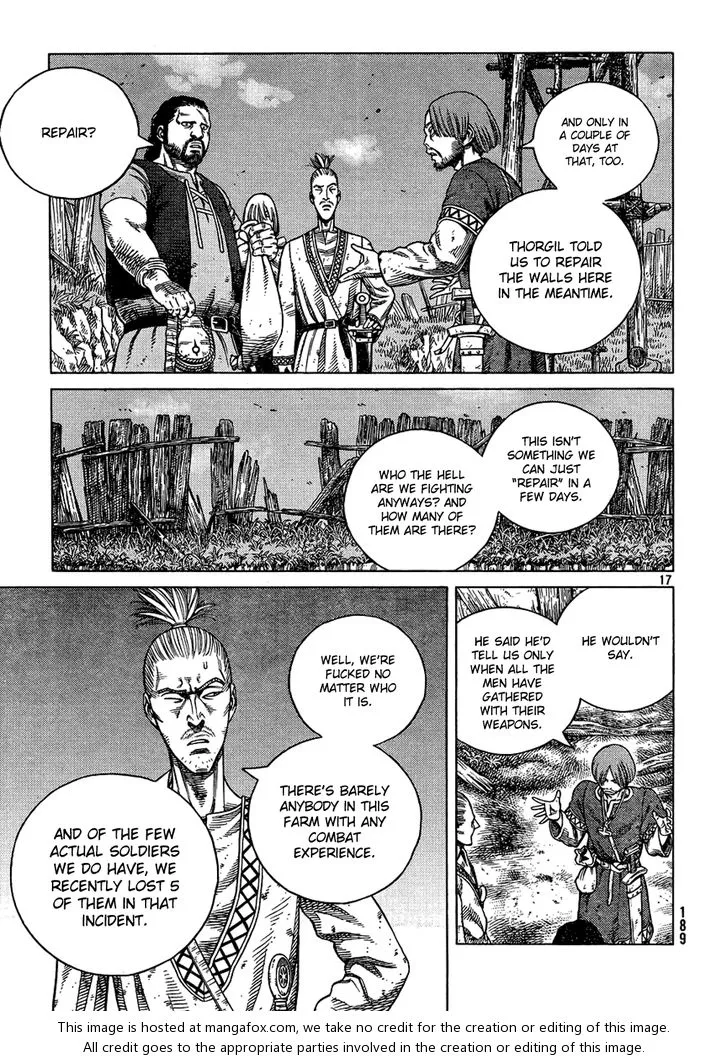 REPAIR?
AND ONLY IN
A COUPLE OF
DAYS AT
THAT, TOO.
THORGIL TOLD
US TO REPAIR
THE WALLS HERE
IN THE MEANTIME.
THIS ISN'T
SOMETHING WE
CAN JUST
"REPAIR" IN A
FEW DAYS.
WHO THE HELL
ARE WE FIGHTING
ANYWAYS? AND
HOW MANY OF
THEM ARE THERE?
17
HE WOULDN'T
SAY.
HE SAID HE'D
TELL US ONLY
WHEN ALL THE
MEN HAVE
GATHERED
WITH THEIR
WEAPONS.
WELL, WE'RE
FUCKED NO
MATTER WHO
IT IS.
THERE'S BARELY
ANYBODY IN THIS
FARM WITH ANY
COMBAT
EXPERIENCE.
AND OF THE FEW
ACTUAL SOLDIERS
WE DO HAVE, WE
RECENTLY LOST 5
OF THEM IN THAT
INCIDENT.
189
This image is hosted at mangafox.com, we take no credit for the creation or editing of this image.
All credit goes to the appropriate parties involved in the creation or editing of this image.